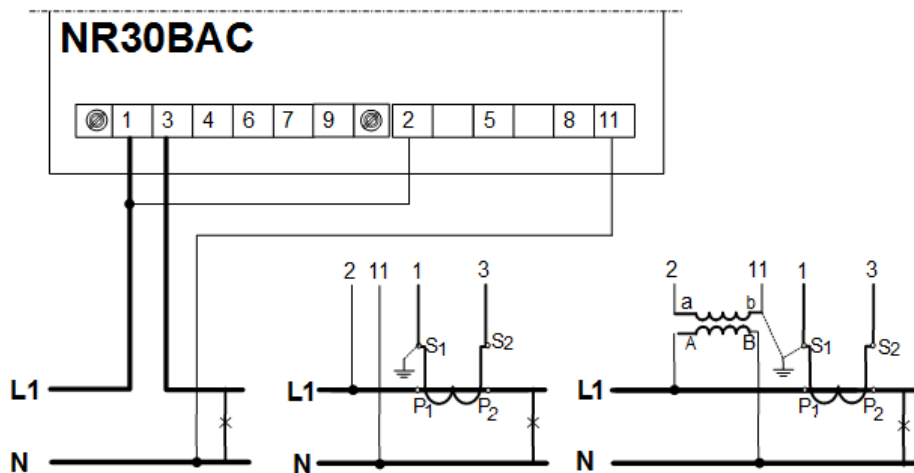 NR30BAC
1 3 4 6 7 9 2 5 8 11
2 11 1 3 2 11 1 3
a b
S1 S2 A B S1 S2
L1 L1 L1
P1 P2 P1 P2
N N N